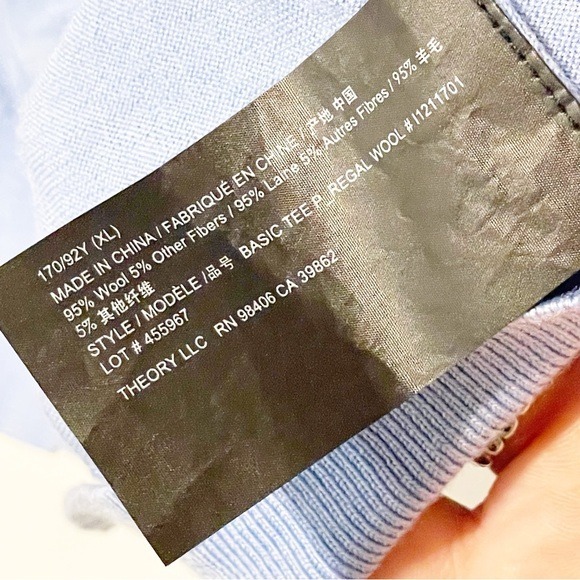 170/92Y (XL)
MADE IN CHINA / FABRIQUÉ EN CHINE / 产地 中国
95% Wool 5% Other Fibers / 95% Laine 5% Autres Fibres / 95% 羊毛
5% 其他纤维
STYLE / MODÈLE /品号 BASIC TEE P_REGAL WOOL # I1211701
LOT # 455967
THEORY LLC RN 98406 CA 39862